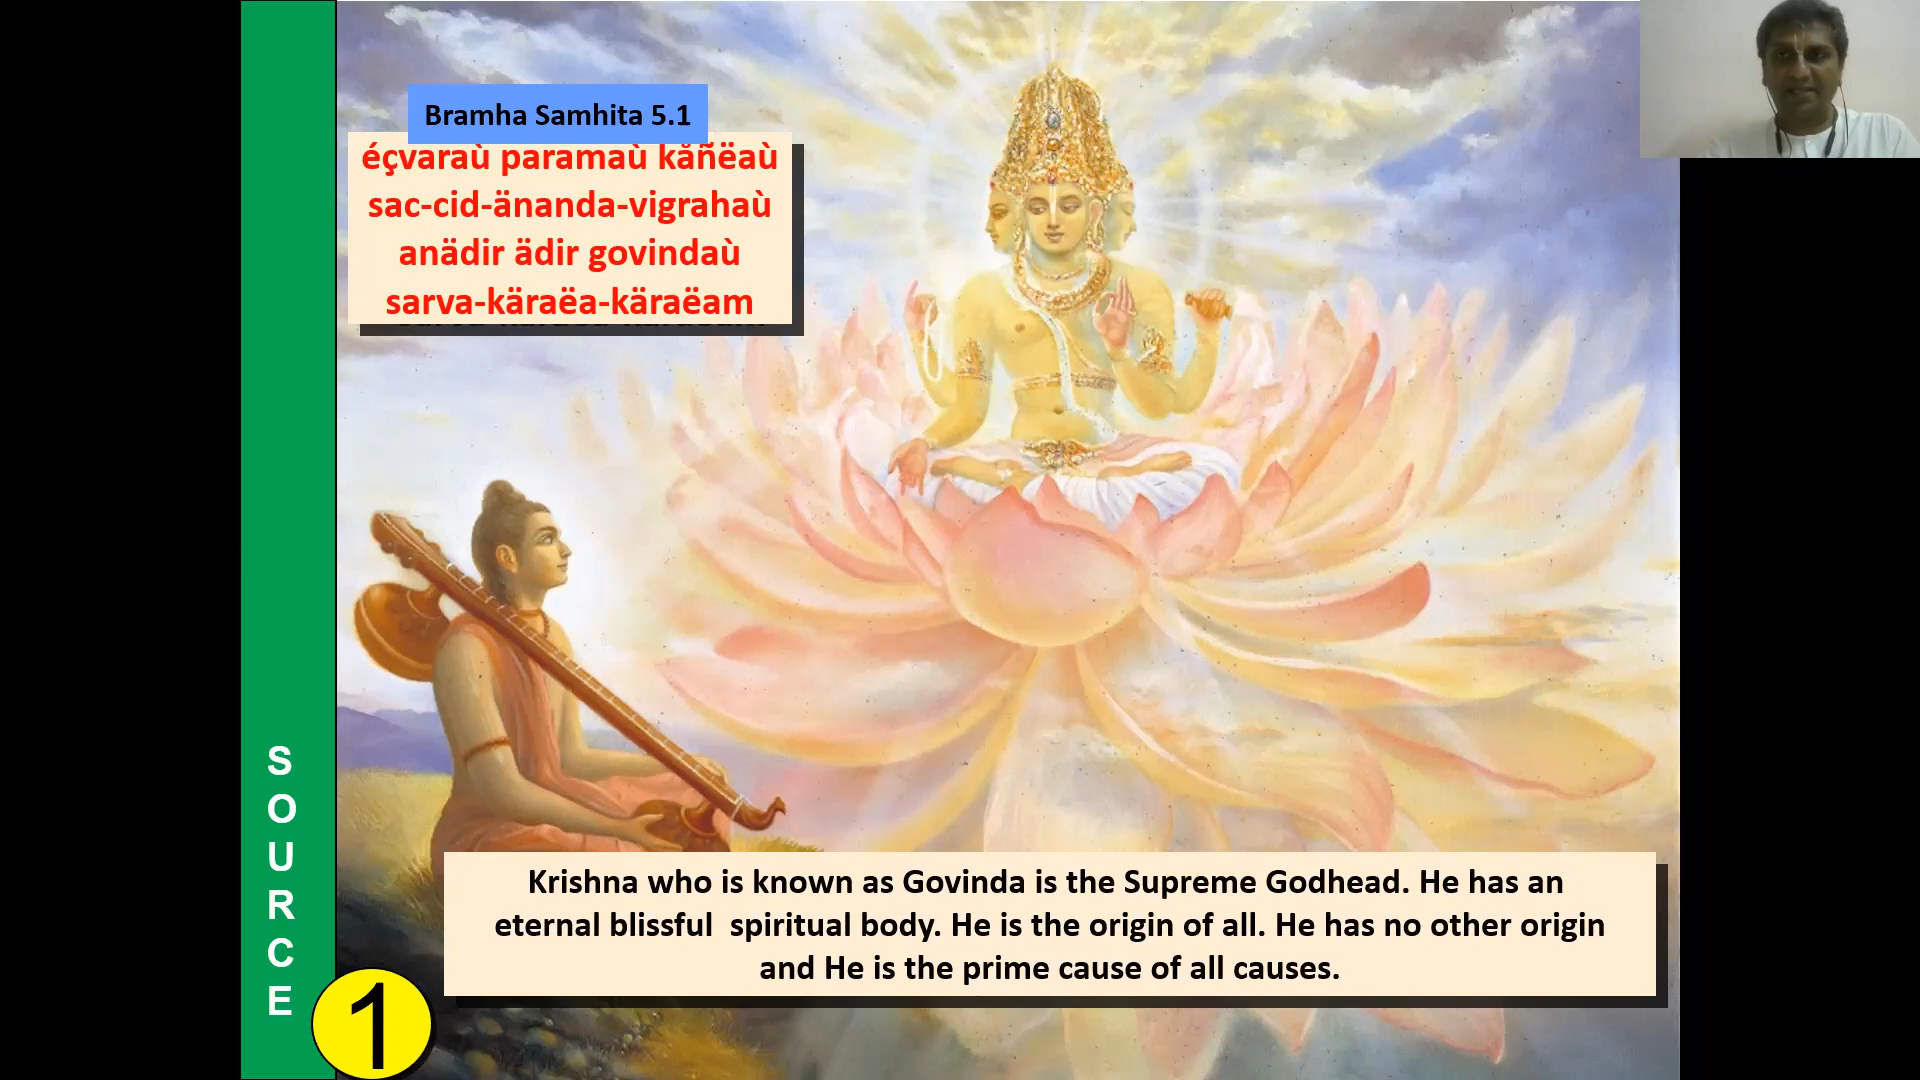 Bramha Samhita 5.1
éçvaraù paramaù kåñëaù
sac-cid-änanda-vigrahaù
anädir ädir govindaù
sarva-käraëa-käraëam
SOURCE
1
Krishna who is known as Govinda is the Supreme Godhead. He has an
eternal blissful  spiritual body. He is the origin of all. He has no other origin
and He is the prime cause of all causes.